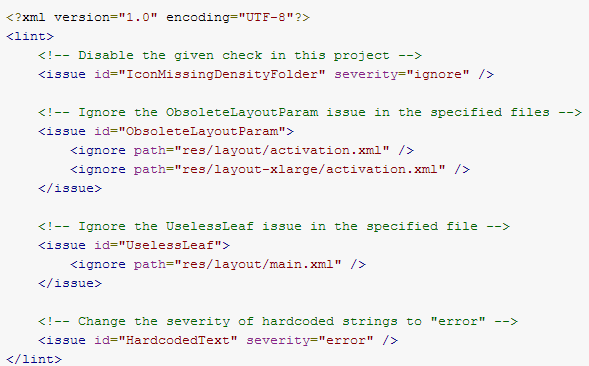 <?xml version="1.0" encoding="UTF-8"?>
<lint>
    <!-- Disable the given check in this project -->
    <issue id="IconMissingDensityFolder" severity="ignore" />

    <!-- Ignore the ObsoleteLayoutParam issue in the specified files -->
    <issue id="ObsoleteLayoutParam">
        <ignore path="res/layout/activation.xml" />
        <ignore path="res/layout-xlarge/activation.xml" />
    </issue>

    <!-- Ignore the UselessLeaf issue in the specified file -->
    <issue id="UselessLeaf">
        <ignore path="res/layout/main.xml" />
    </issue>

    <!-- Change the severity of hardcoded strings to "error" -->
    <issue id="HardcodedText" severity="error" />
</lint>